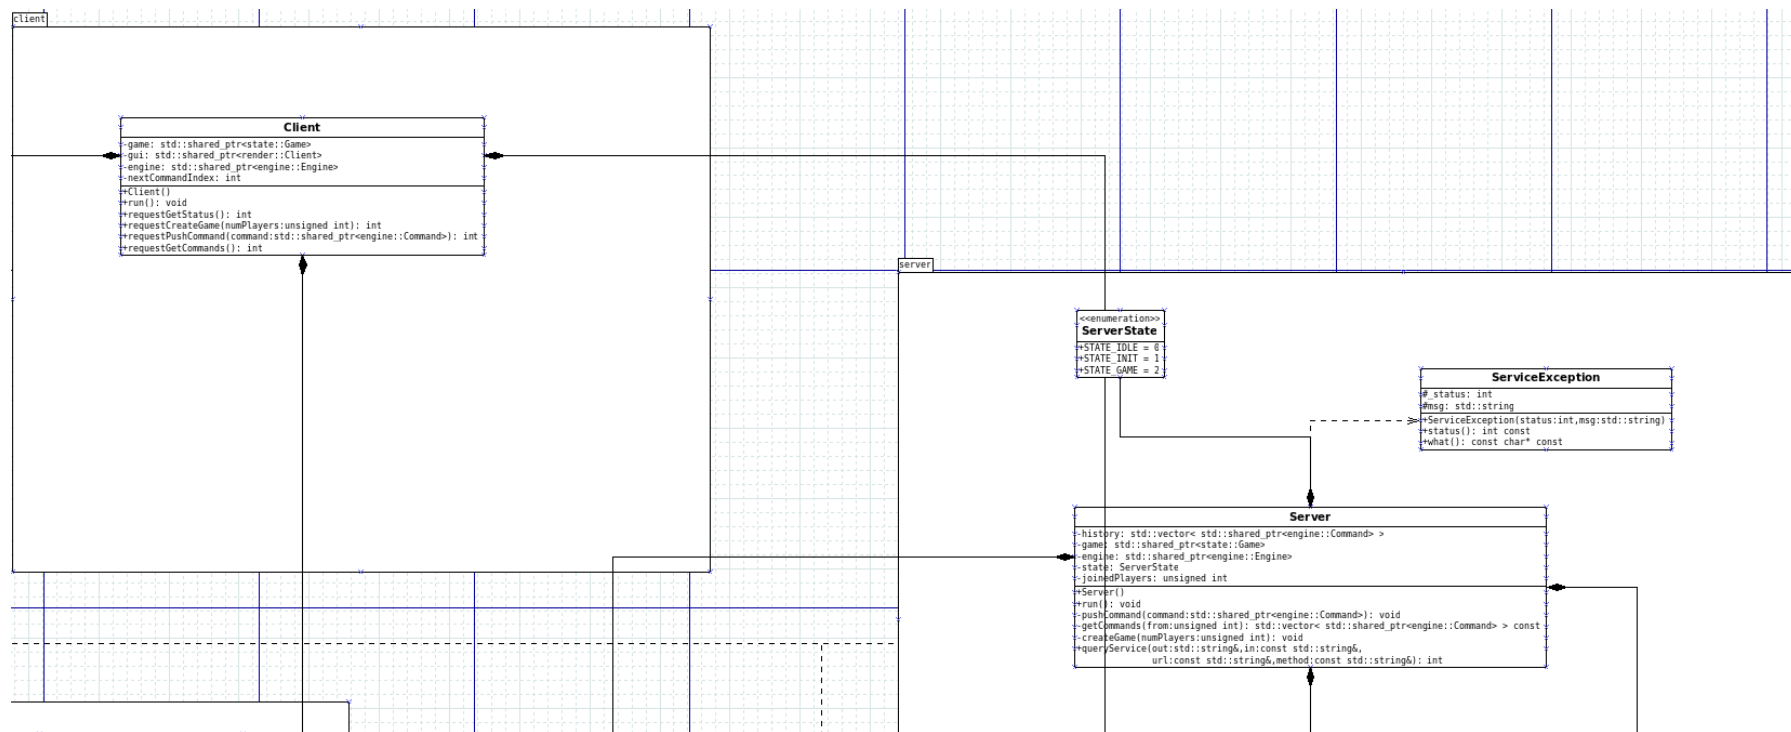 client
Client
-game: std::shared_ptr<state::Game>
-gui: std::shared_ptr<render::Client>
-engine: std::shared_ptr<engine::Engine>
-nextCommandIndex: int
+Client()
+run(): void
+requestGetStatus(): int
+requestCreateGame(numPlayers:unsigned int): int
+requestPushCommand(command:std::shared_ptr<engine::Command>): int
+requestGetCommands(): int
server
<<enumeration>>
ServerState
+STATE_IDLE = 0
+STATE_INIT = 1
+STATE_GAME = 2
ServiceException
#_status: int
#msg: std::string
+ServiceException(status:int,msg:std::string)
+status(): int const
+what(): const char* const
Server
-history: std::vector< std::shared_ptr<engine::Command> >
-game: std::shared_ptr<state::Game>
-engine: std::shared_ptr<engine::Engine>
-state: ServerState
-joinedPlayers: unsigned int
+Server()
+run(): void
-pushCommand(command:std::shared_ptr<engine::Command>): void
-getCommands(from:unsigned int): std::vector< std::shared_ptr<engine::Command> > const
-createGame(numPlayers:unsigned int): void
+queryService(out:std::string&,in:const std::string&,
url:const std::string&,method:const std::string&): int